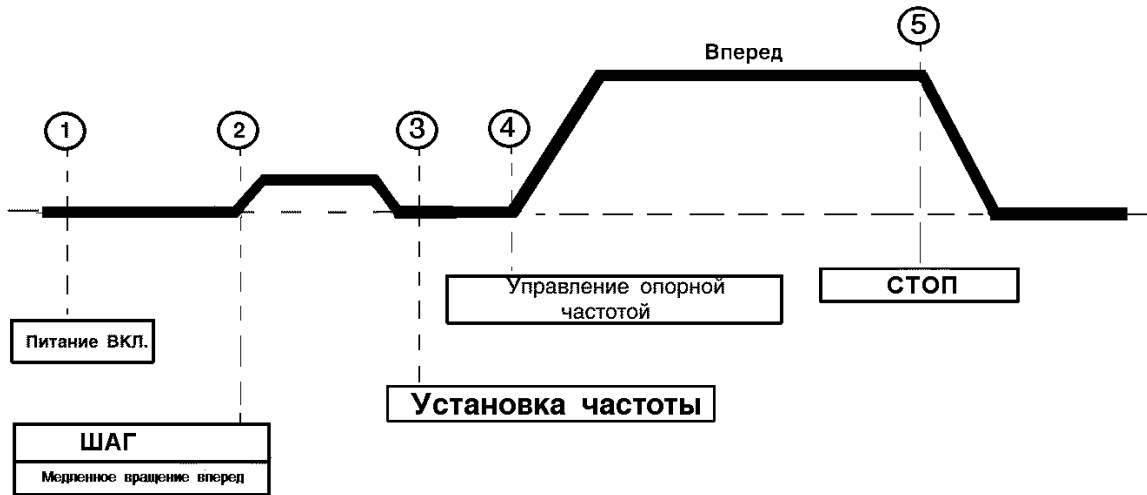 5
Вперед
1
2
3
4
Управление опорной
частотой
СТОП
Питание ВКЛ.
Установка частоты
ШАГ
Медленное вращение вперед